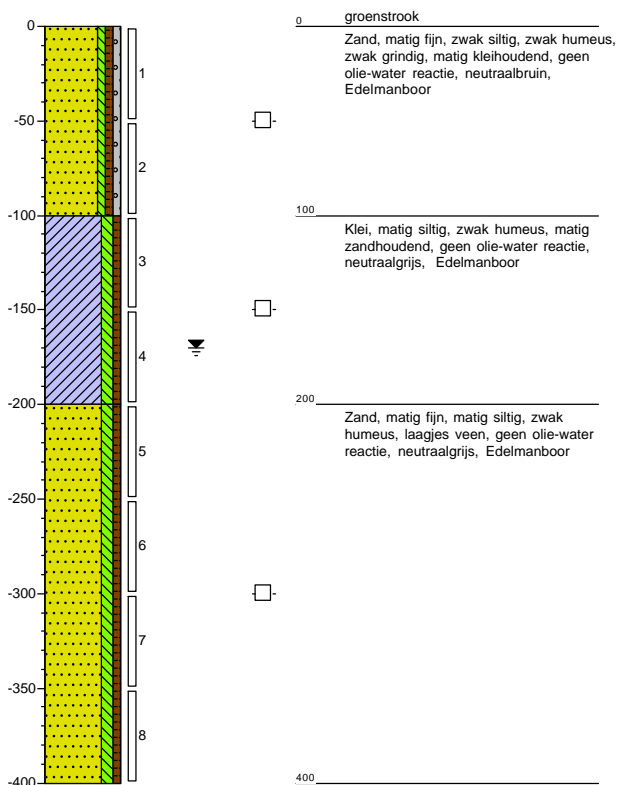 0
-50
-100
-150
-200
-250
-300
-350
-400
1
2
3
4
5
6
7
8
0
groenstrook
Zand, matig fijn, zwak siltig, zwak humeus,
zwak grindig, matig kleihoudend, geen
olie-water reactie, neutraalbruin,
Edelmanboor
100
Klei, matig siltig, zwak humeus, matig
zandhoudend, geen olie-water reactie,
neutraalgrijs, Edelmanboor
200
Zand, matig fijn, matig siltig, zwak
humeus, laagjes veen, geen olie-water
reactie, neutraalgrijs, Edelmanboor
400